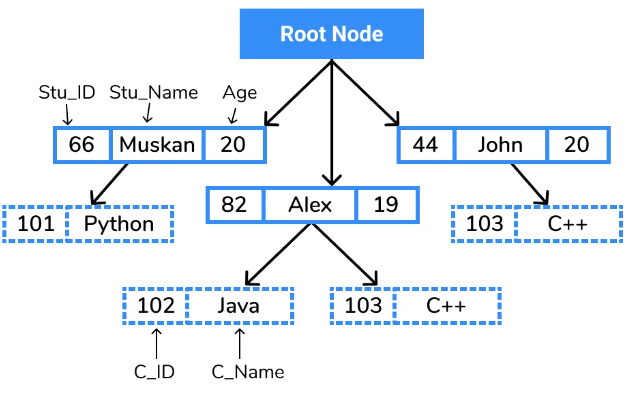 Root Node
Stu_ID Stu_Name Age
66 Muskan 20
44 John 20
82 Alex 19
101 Python
103 C++
102 Java
103 C++
C_ID C_Name